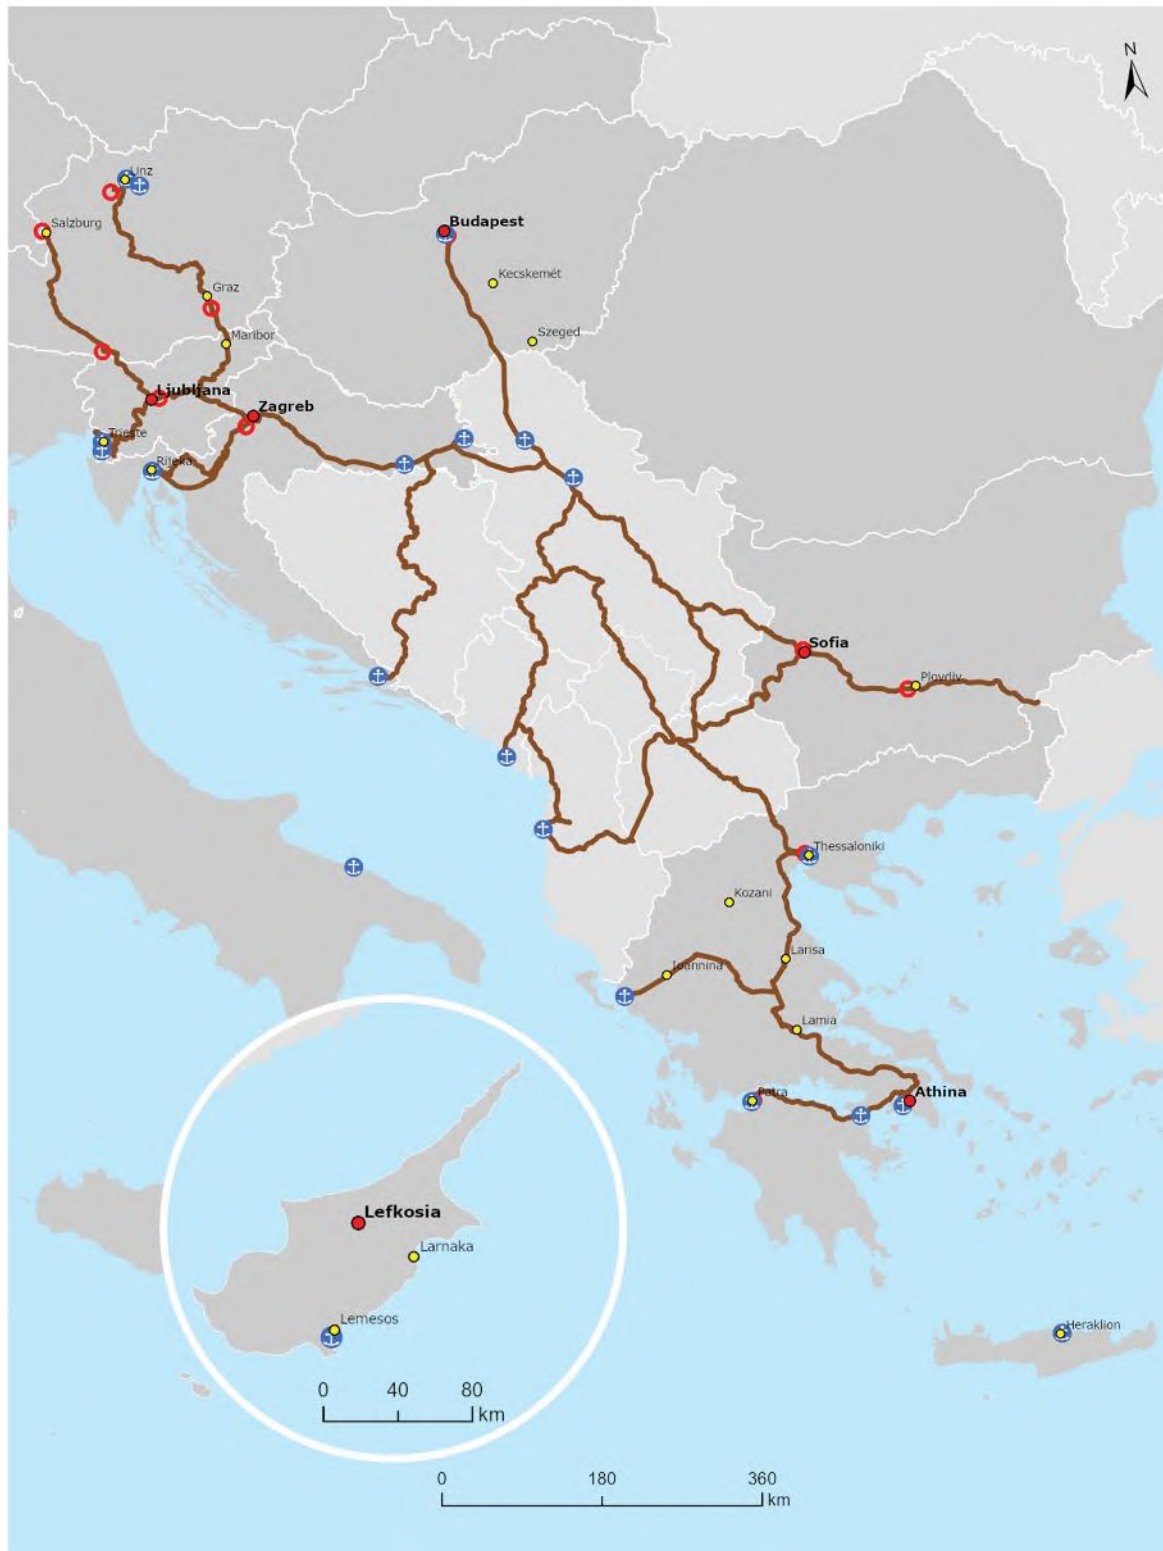 N
Linz
Salzburg
Budapest
Kecskemét
Graz
Szeged
Maribor
Ljubljana
Zagreb
Trieste
Rijeka
Sofia
Plovdiv
Thessaloniki
Kozani
Larisa
Ioannina
Lamia
Patra
Athina
Lefkosia
Larnaka
Lemesos
Heraklion
0 40 80
km
0 180 360
km